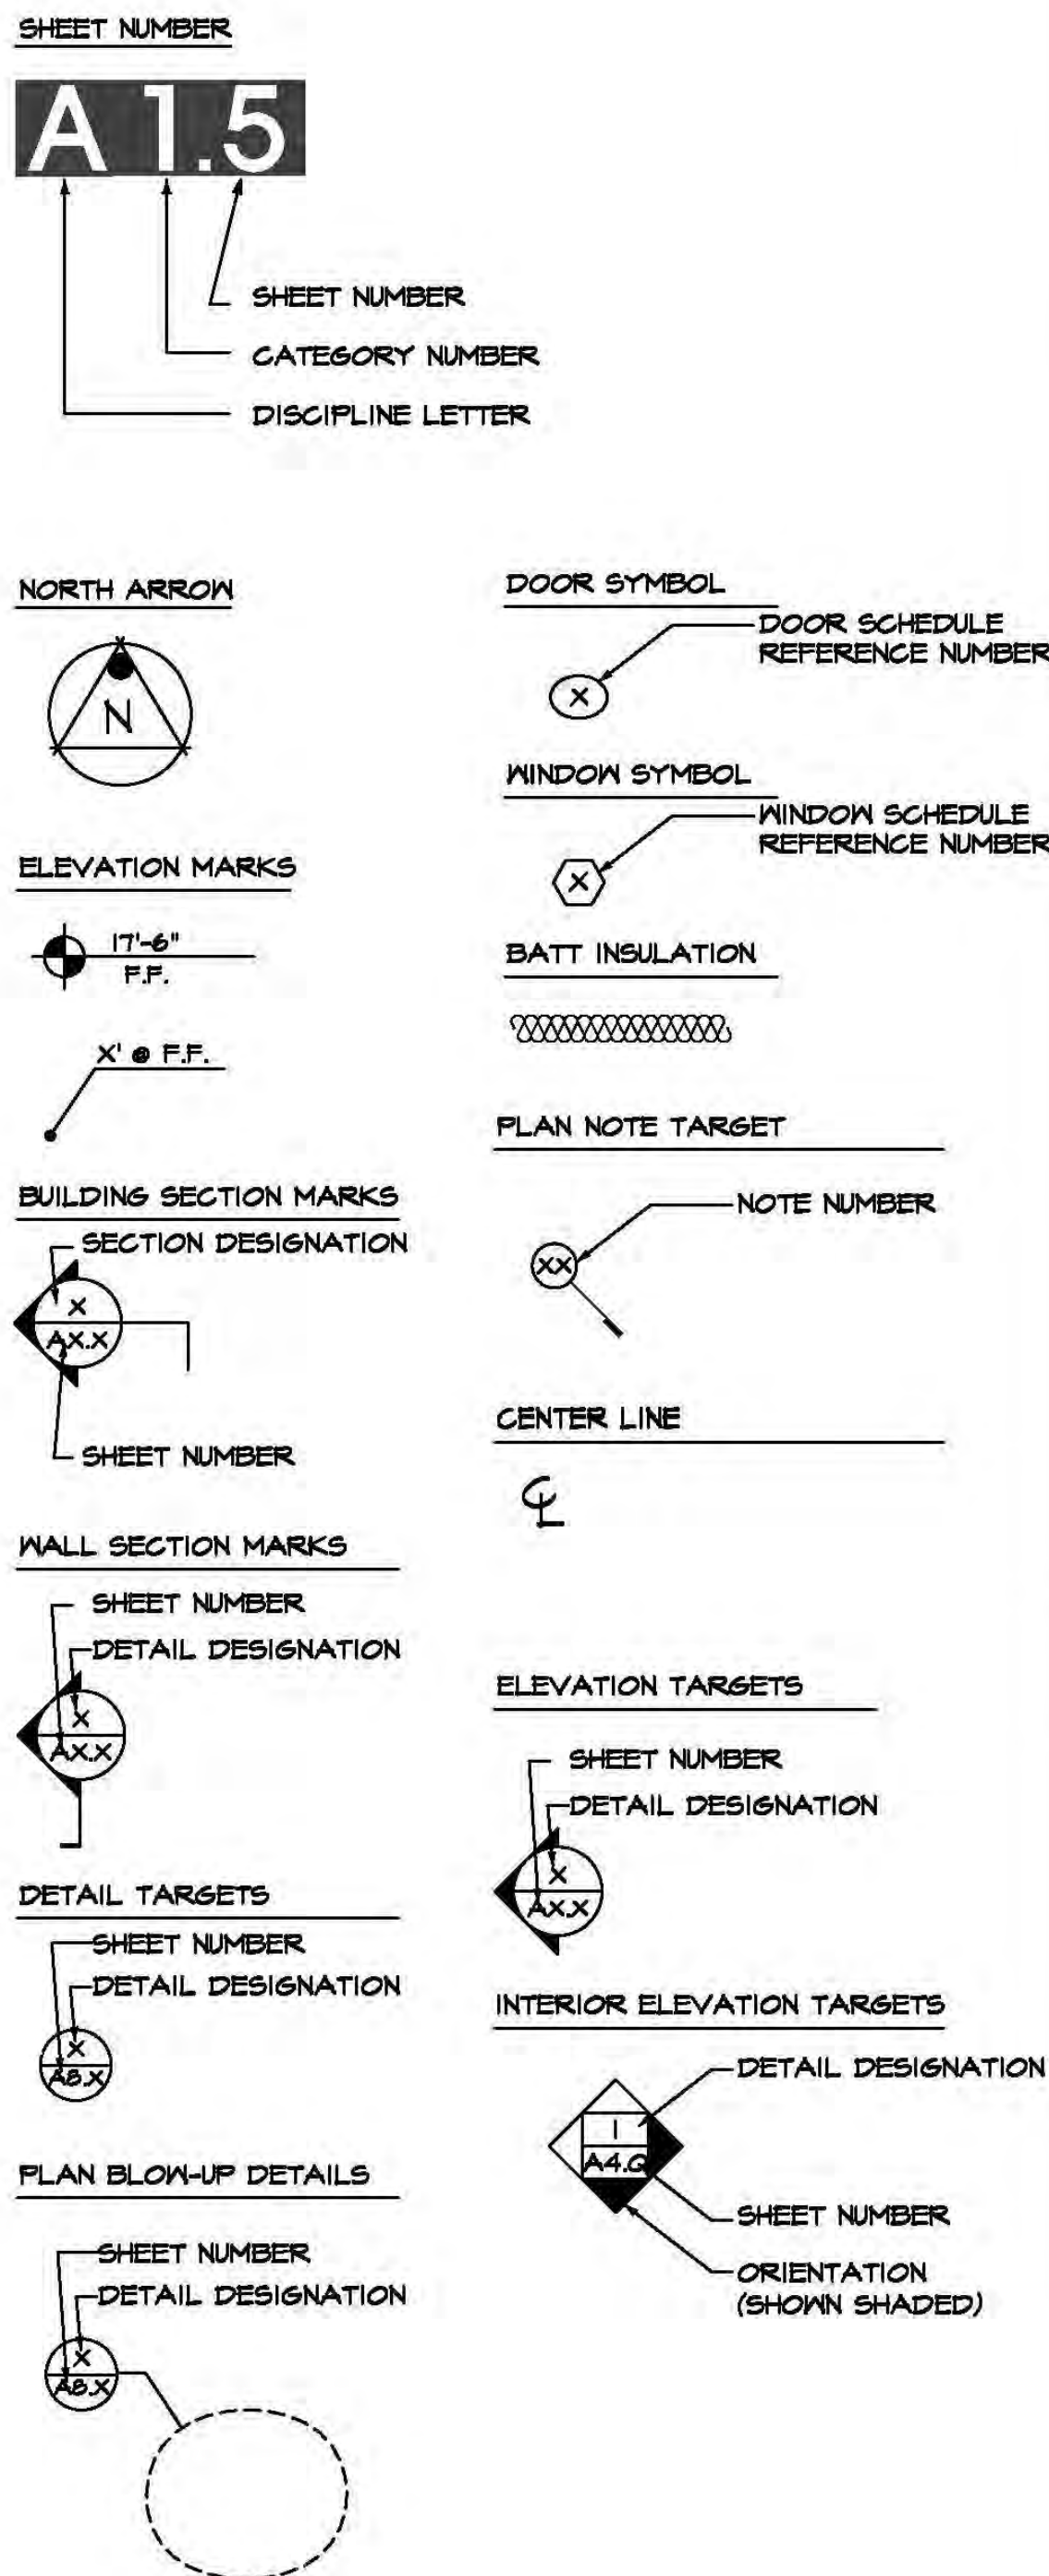 SHEET NUMBER
A 1.5
SHEET NUMBER
CATEGORY NUMBER
DISCIPLINE LETTER
NORTH ARROW
N
ELEVATION MARKS
17'-6"
F.F.
X' @ F.F.
BUILDING SECTION MARKS
SECTION DESIGNATION
X
AX.X
SHEET NUMBER
WALL SECTION MARKS
SHEET NUMBER
DETAIL DESIGNATION
X
AX.X
DETAIL TARGETS
SHEET NUMBER
DETAIL DESIGNATION
X
A8.X
PLAN BLOW-UP DETAILS
SHEET NUMBER
DETAIL DESIGNATION
X
A8.X
DOOR SYMBOL
DOOR SCHEDULE
REFERENCE NUMBER
X
WINDOW SYMBOL
WINDOW SCHEDULE
REFERENCE NUMBER
X
BATT INSULATION
PLAN NOTE TARGET
NOTE NUMBER
XX
CENTER LINE
CL
ELEVATION TARGETS
SHEET NUMBER
DETAIL DESIGNATION
X
AX.X
INTERIOR ELEVATION TARGETS
DETAIL DESIGNATION
1
A4.Q
SHEET NUMBER
ORIENTATION
(SHOWN SHADED)